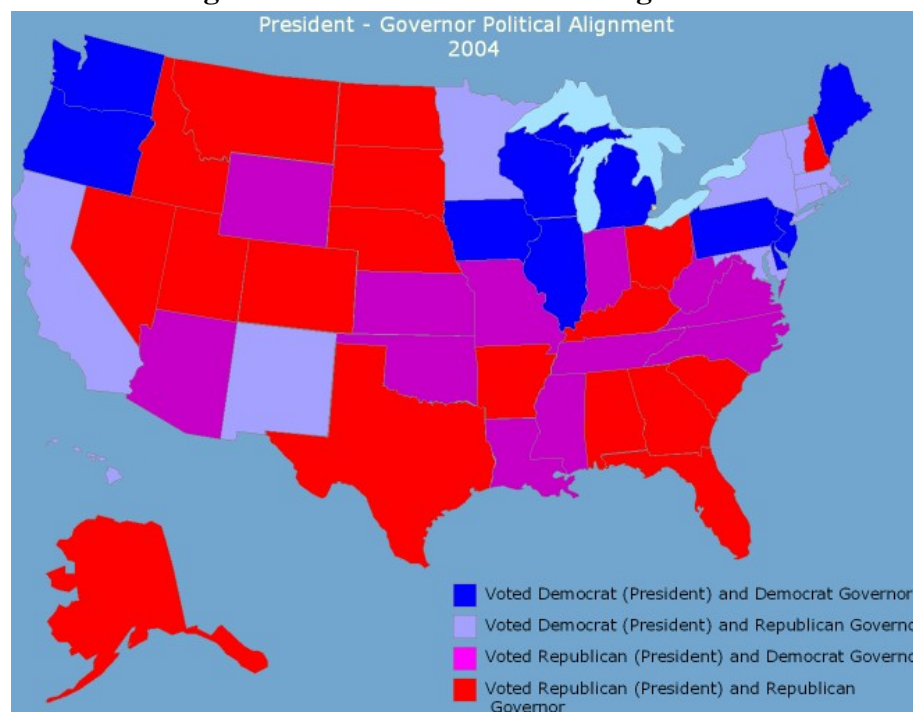 President - Governor Political Alignment
2004
Voted Democrat (President) and Democrat Governor
Voted Democrat (President) and Republican Governo
Voted Republican (President) and Democrat Governo
Voted Republican (President) and Republican
Governor